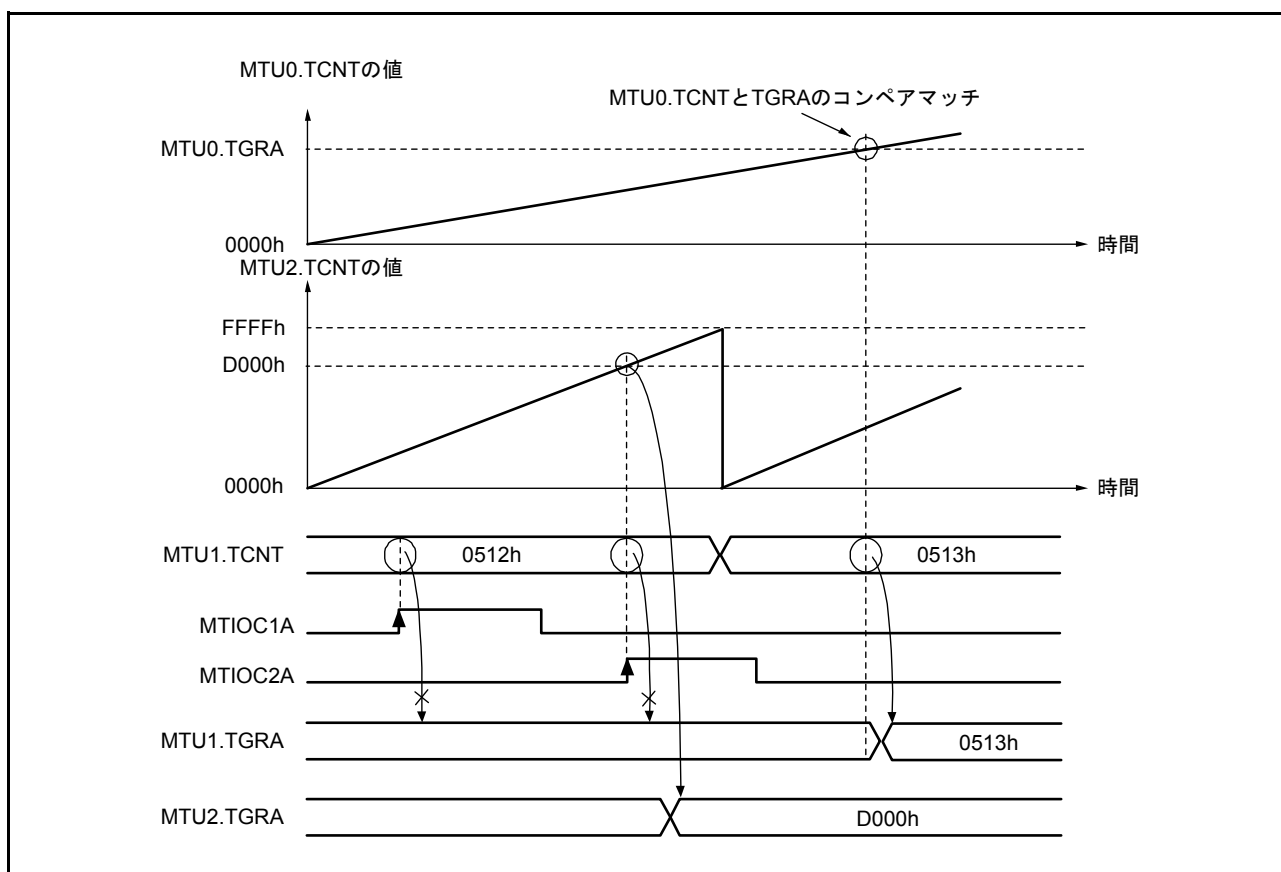 MTU0.TCNTの値
MTU0.TCNTとTGRAのコンペアマッチ
MTU0.TGRA
0000h
時間
MTU2.TCNTの値
FFFFh
D000h
0000h
時間
MTU1.TCNT
0512h
0513h
MTIOC1A
MTIOC2A
MTU1.TGRA
0513h
MTU2.TGRA
D000h